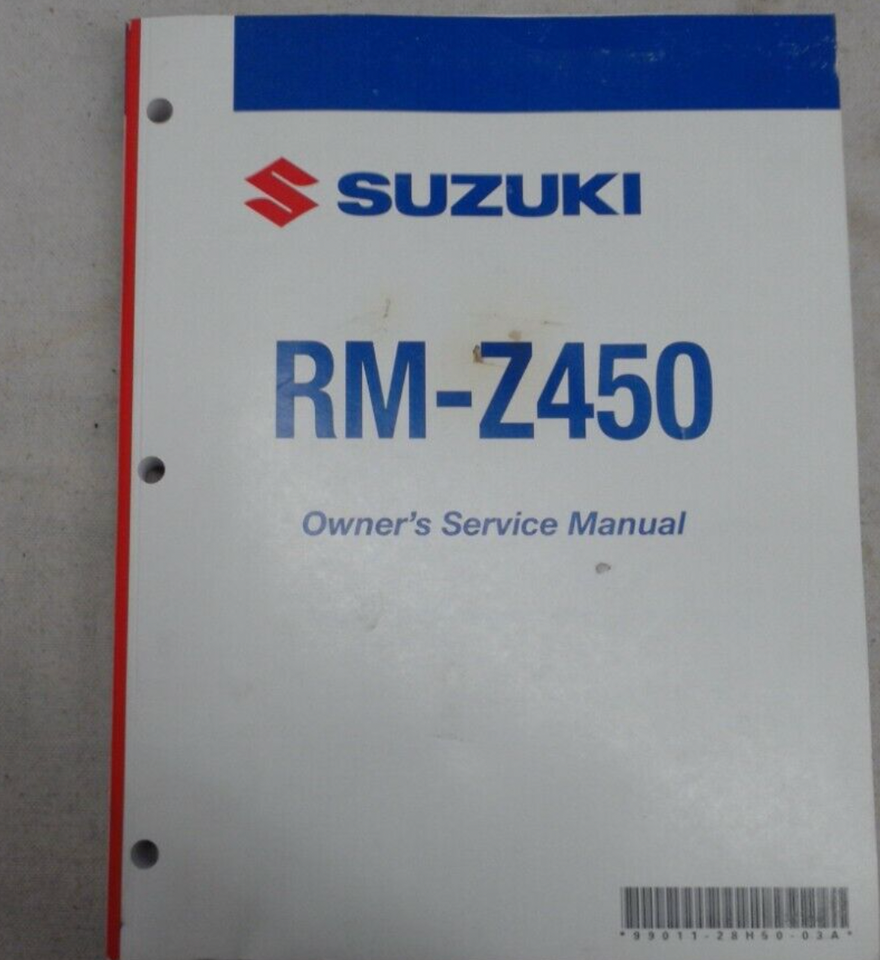 SUZUKI
RM-Z450
Owner's Service Manual
*99011-28H50-03A*